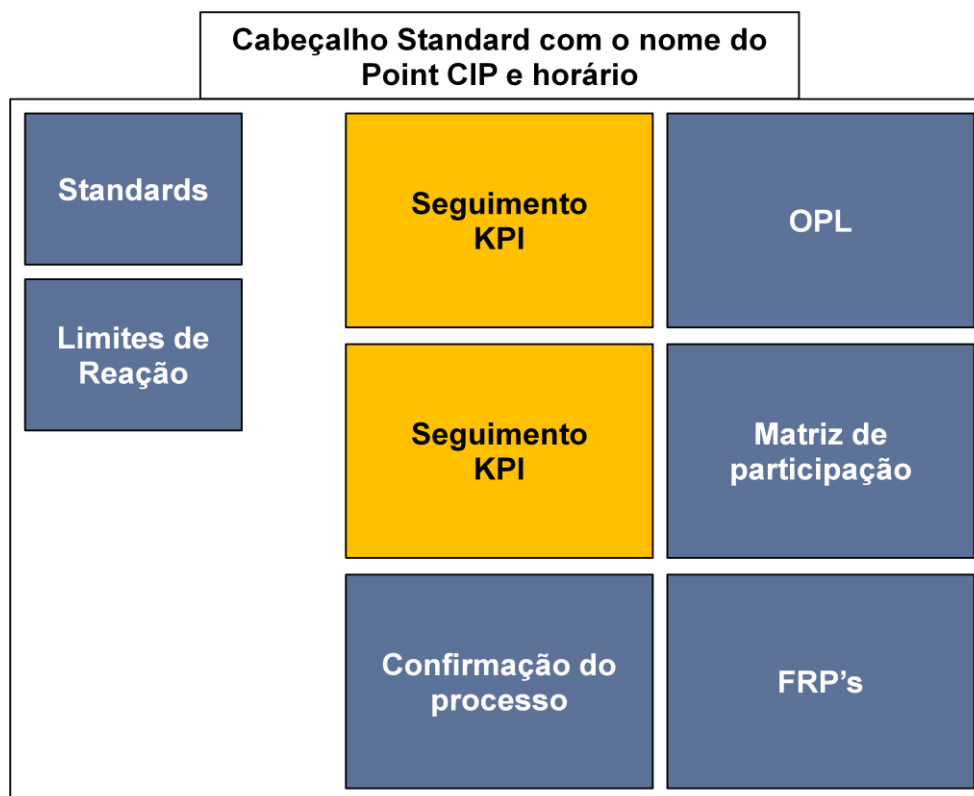 Cabeçalho Standard com o nome do
Point CIP e horário
Standards
Limites de
Reação
Seguimento
KPI
OPL
Seguimento
KPI
Matriz de
participação
Confirmação do
processo
FRP’s